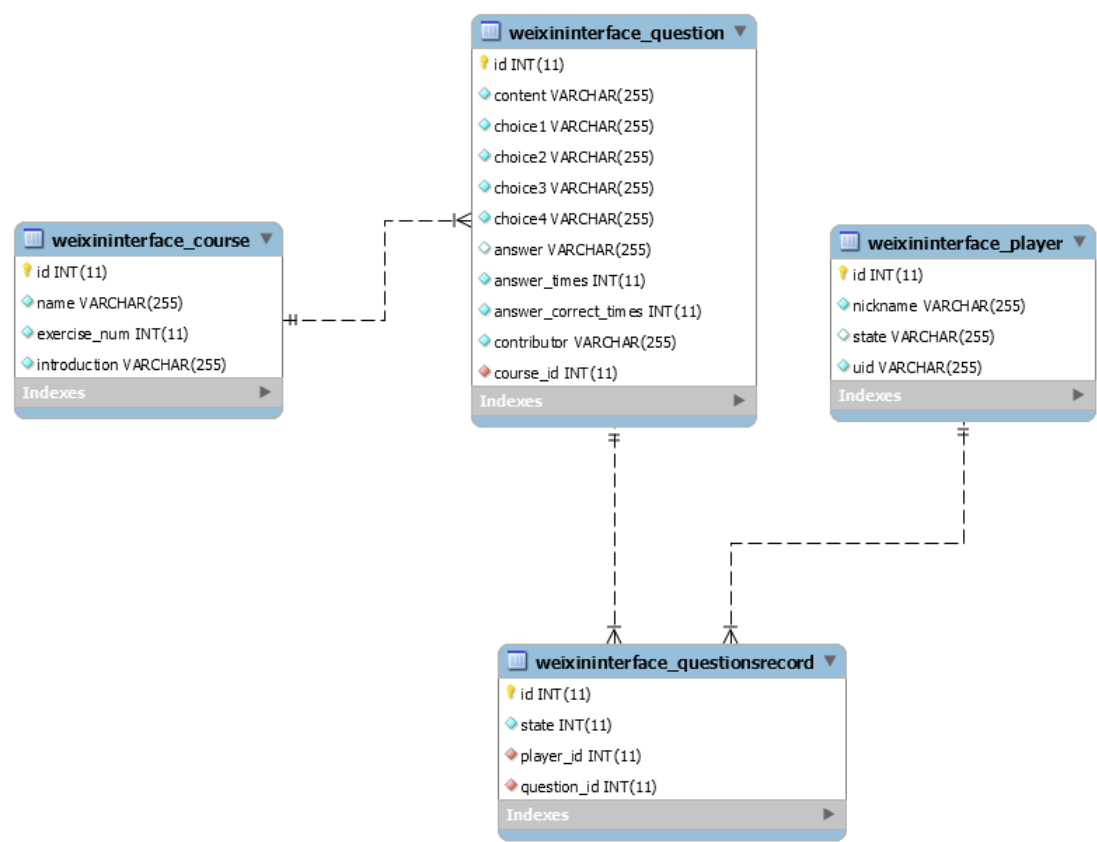 weixininterface_question
id INT(11)
content VARCHAR(255)
choice1 VARCHAR(255)
choice2 VARCHAR(255)
choice3 VARCHAR(255)
choice4 VARCHAR(255)
answer VARCHAR(255)
answer_times INT(11)
answer_correct_times INT(11)
contributor VARCHAR(255)
course_id INT(11)
Indexes
weixininterface_course
id INT(11)
name VARCHAR(255)
exercise_num INT(11)
introduction VARCHAR(255)
Indexes
weixininterface_player
id INT(11)
nickname VARCHAR(255)
state VARCHAR(255)
uid VARCHAR(255)
Indexes
weixininterface_questionsrecord
id INT(11)
state INT(11)
player_id INT(11)
question_id INT(11)
Indexes